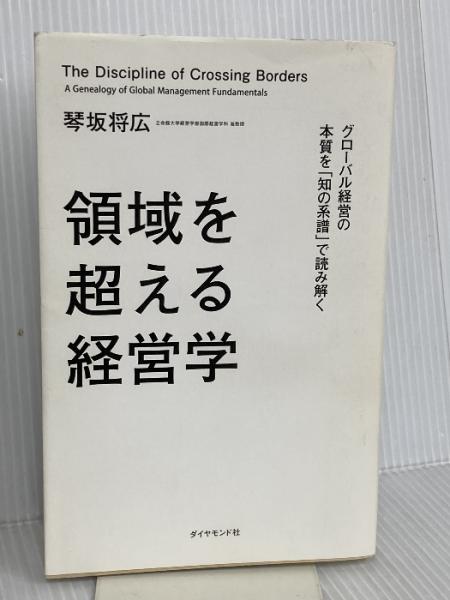 The Discipline of Crossing Borders
A Genealogy of Global Management Fundamentals
琴坂将広 立命館大学経営学部国際経営学科 准教授
グローバル経営の
本質を「知の系譜」で読み解く
領域を
超える
経営学
ダイヤモンド社